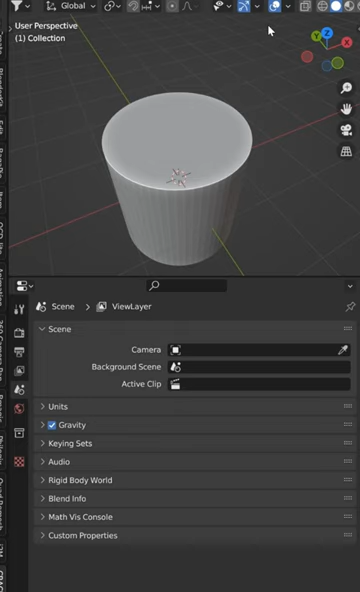 Global
User Perspective
(1) Collection
Z
Y
Scene > ViewLayer
Scene
Camera
Background Scene
Active Clip
Units
Gravity
Keying Sets
Audio
Rigid Body World
Blend Info
Math Vis Console
Custom Properties